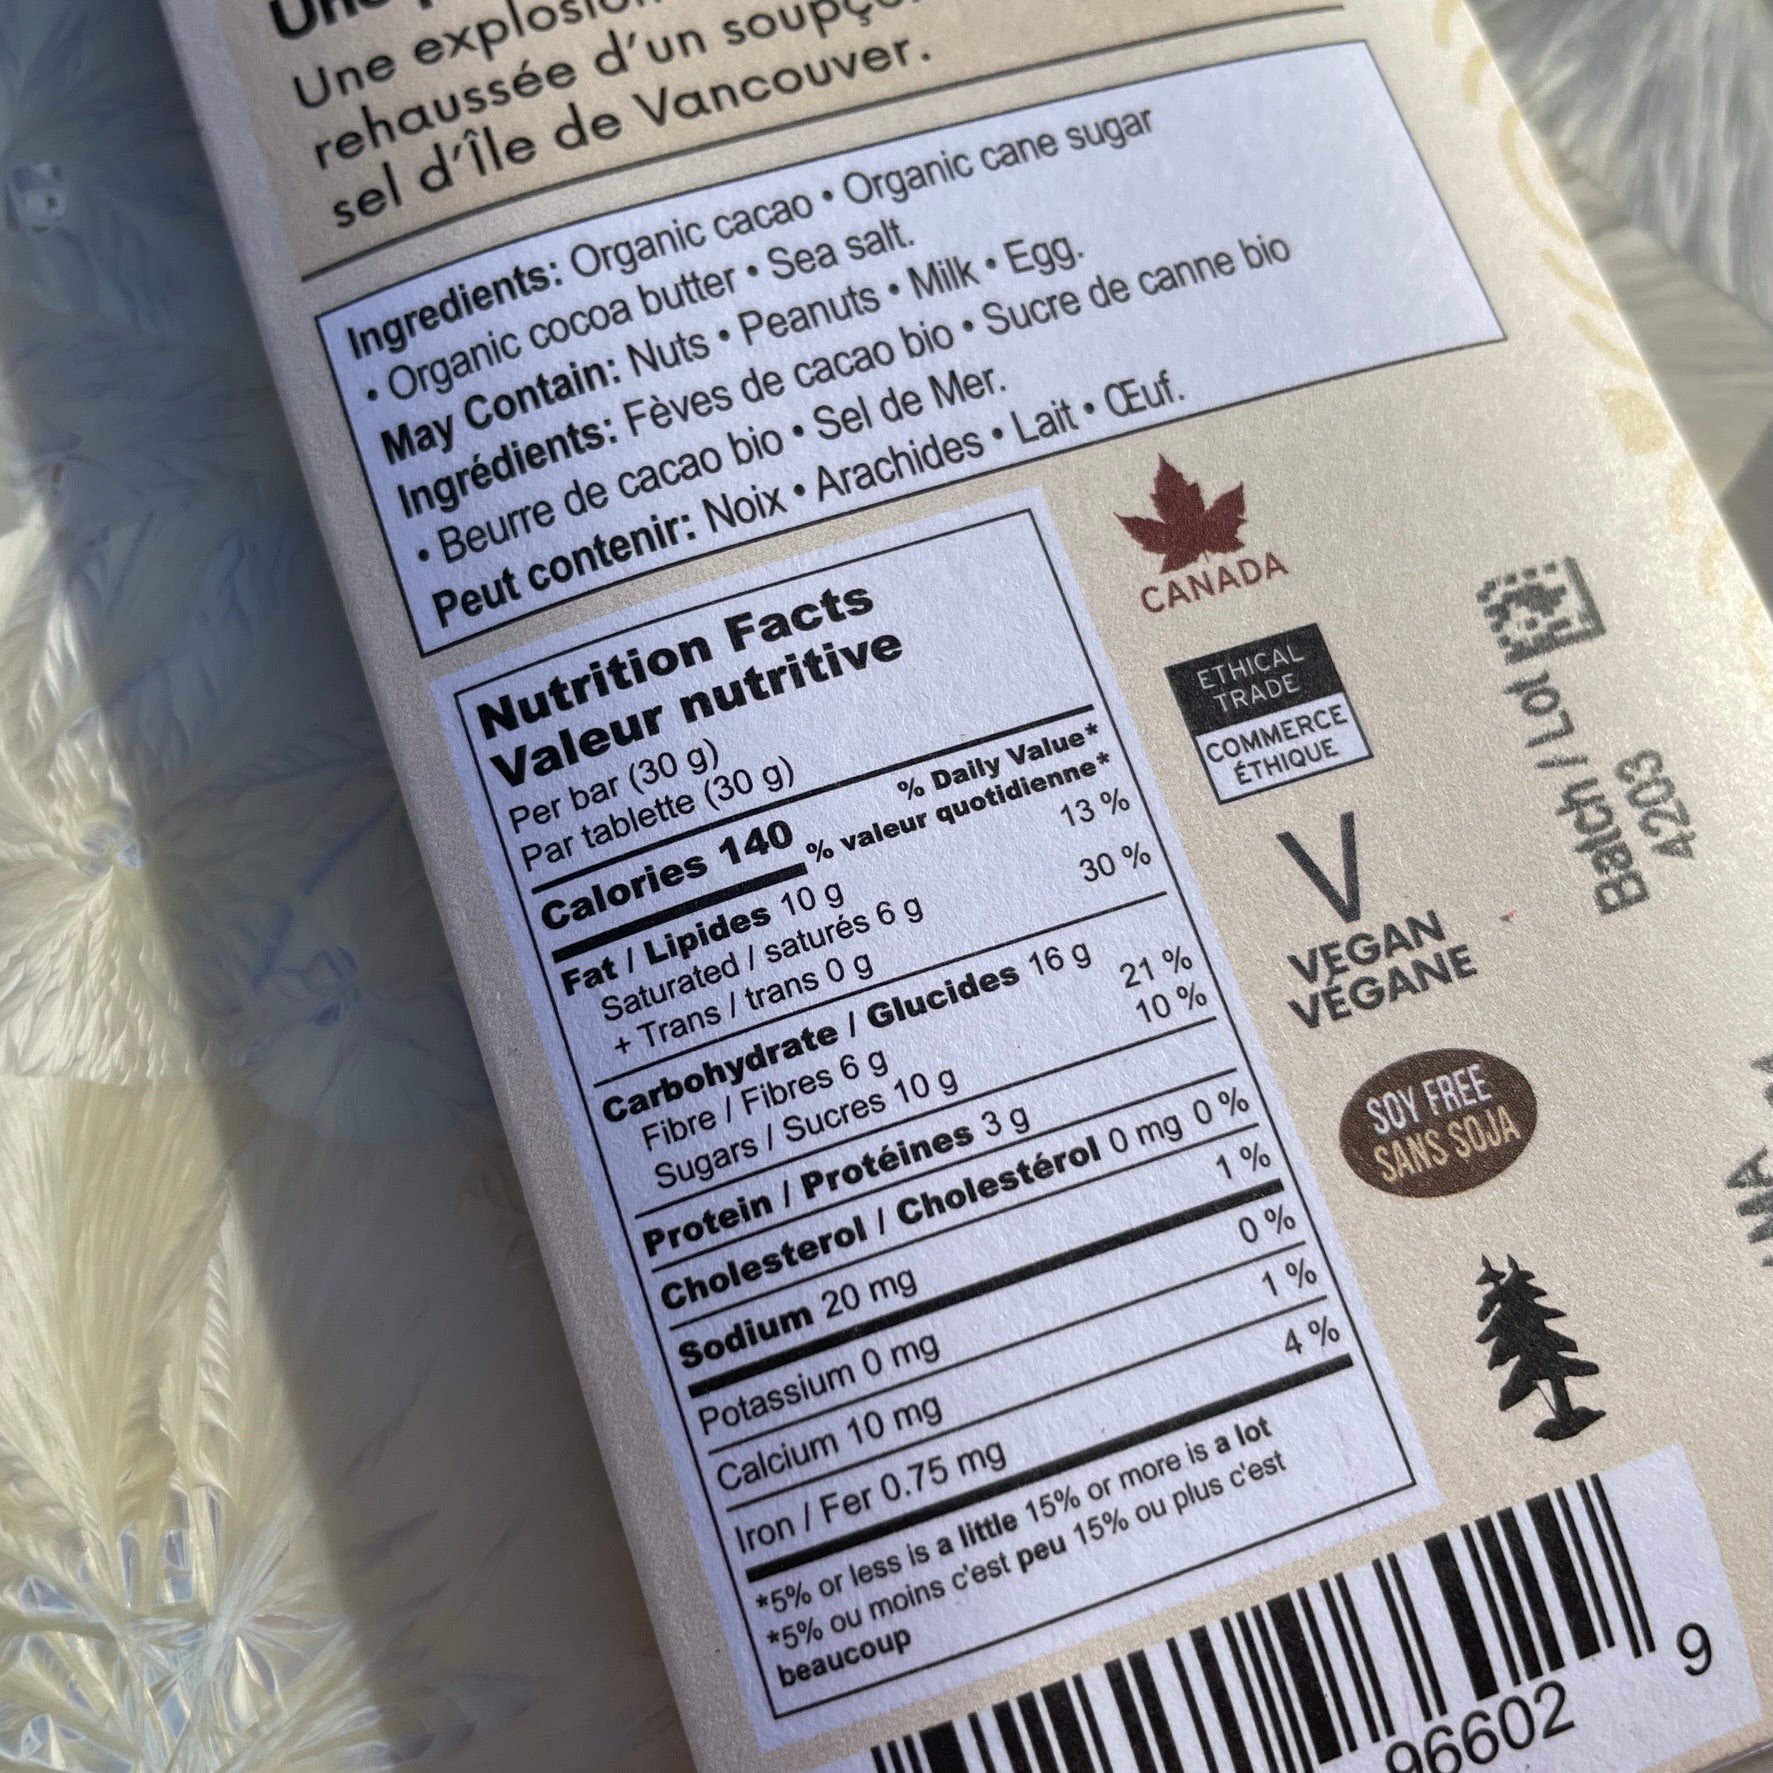 Une explosion
rehaussée d'un soupçon
sel d'Île de Vancouver.
Ingredients: Organic cacao • Organic cane sugar
• Organic cocoa butter • Sea salt.
May Contain: Nuts • Peanuts • Milk • Egg.
Ingrédients: Fèves de cacao bio • Sucre de canne bio
• Beurre de cacao bio • Sel de Mer.
Peut contenir: Noix • Arachides • Lait • Œuf.
Nutrition Facts
Valeur nutritive
Per bar (30 g)
Par tablette (30 g)
Calories 140
% Daily Value*
% valeur quotidienne*
Fat / Lipides 10 g 13 %
Saturated / saturés 6 g 30 %
+ Trans / trans 0 g
Carbohydrate / Glucides 16 g
Fibre / Fibres 6 g 21 %
Sugars / Sucres 10 g 10 %
Protein / Protéines 3 g
Cholesterol / Cholestérol 0 mg 0 %
Sodium 20 mg 1 %
Potassium 0 mg 0 %
Calcium 10 mg 1 %
Iron / Fer 0.75 mg 4 %
*5% or less is a little 15% or more is a lot
*5% ou moins c'est peu 15% ou plus c'est
beaucoup
CANADA
ETHICAL
TRADE
COMMERCE
ÉTHIQUE
V
VEGAN
VÉGANE
SOY FREE
SANS SOJA
Batch / Lot
4203
4203
96602 9